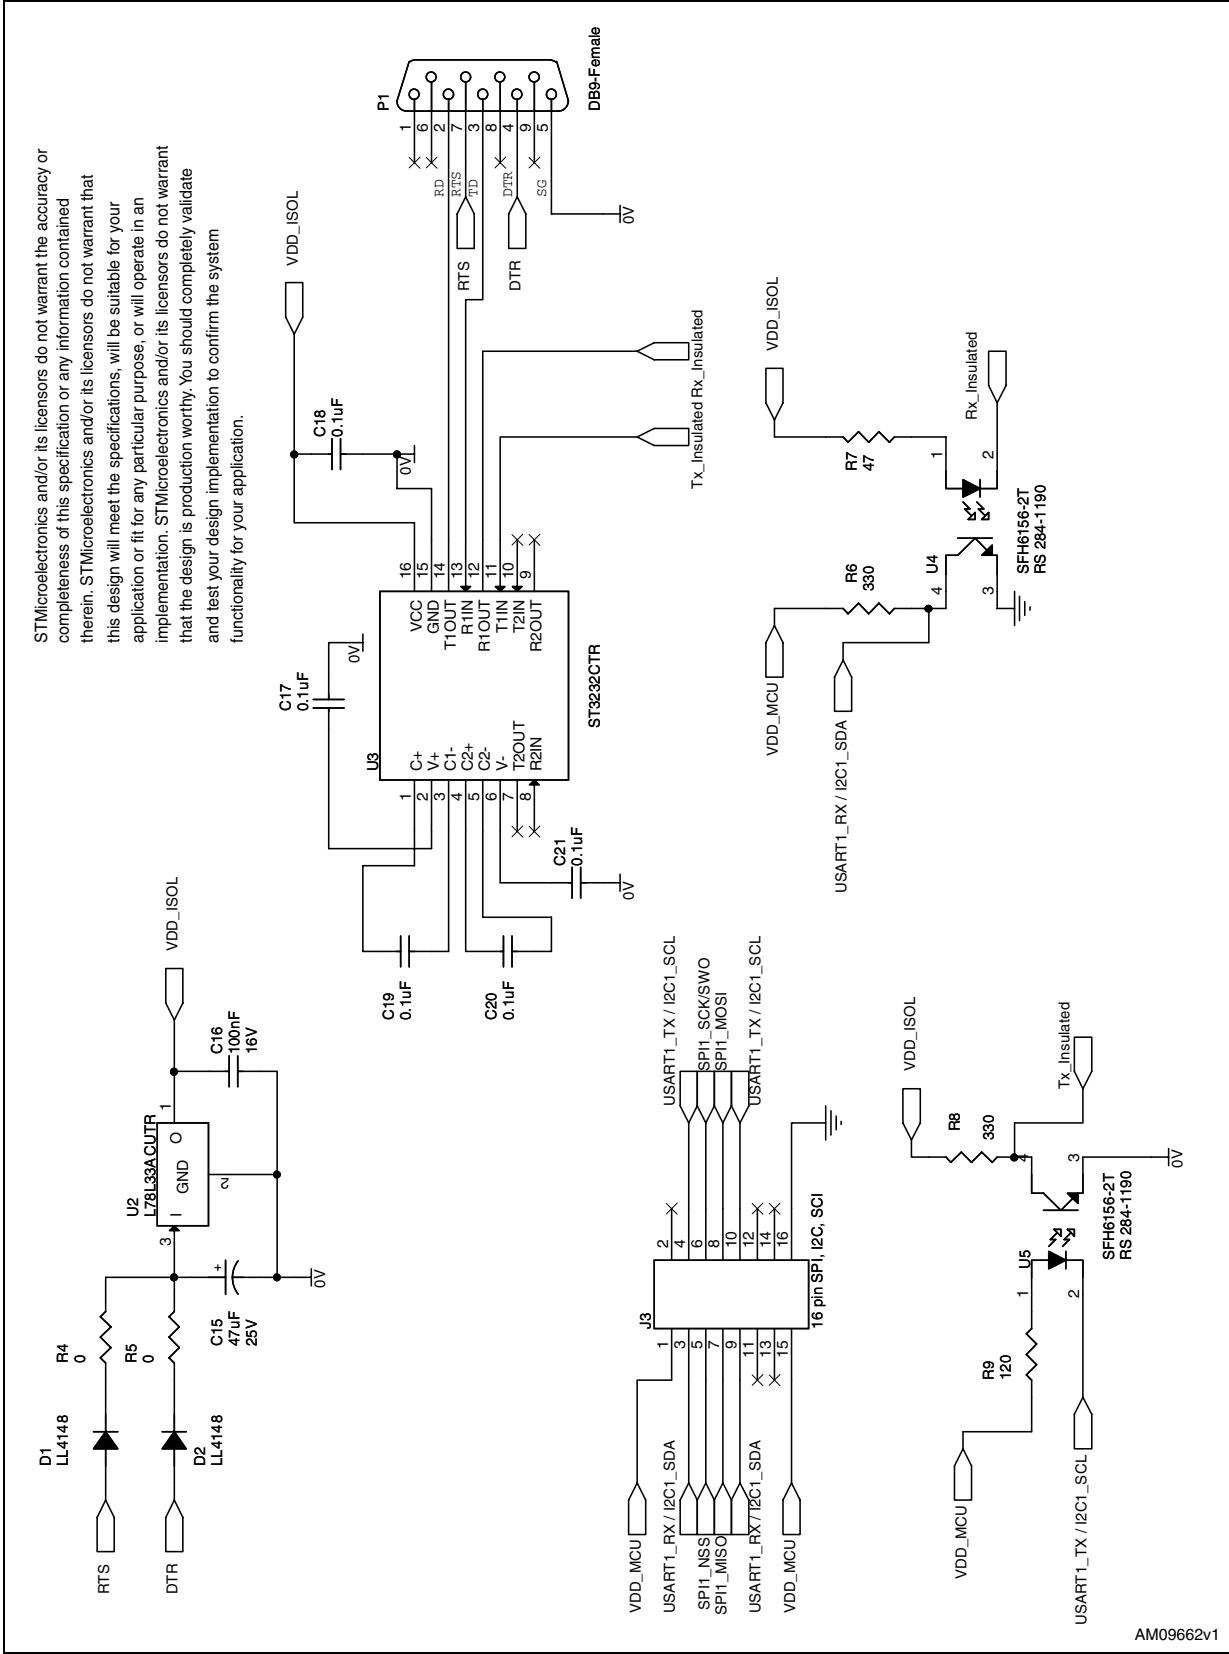 STMicroelectronics and/or its licensors do not warrant the accuracy or
completeness of this specification or any information contained
therein. STMicroelectronics and/or its licensors do not warrant that
this design will meet the specifications, will be suitable for your
application or fit for any particular purpose, or will operate in an
implementation. STMicroelectronics and/or its licensors do not warrant
that the design is production worthy. You should completely validate
and test your design implementation to confirm the system
functionality for your application.
RTS
D1
LL4148
R4
0
DTR
D2
LL4148
R5
0
C15
47uF
25V
+
0V
U2
L78L33ACUTR
3
I
GND
O
1
2
C16
100nF
16V
VDD_ISOL
C19
0.1uF
C20
0.1uF
C21
0.1uF
0V
C17
0.1uF
0V
U3
ST3232CTR
1
2
3
4
5
6
7
8
C+
V+
C1-
C2+
C2-
V-
T2OUT
R2IN
VCC
GND
T1OUT
R1IN
R1OUT
T1IN
T2IN
R2OUT
16
15
14
13
12
11
10
9
C18
0.1uF
0V
VDD_ISOL
Tx_Insulated
Rx_Insulated
P1
DB9-Female
1
6
2
7
3
8
4
9
5
RD
RTS
TD
DTR
SG
RTS
DTR
0V
J3
16 pin SPI, I2C, SCI
VDD_MCU
USART1_RX / I2C1_SDA
SPI1_NSS
SPI1_MISO
USART1_RX / I2C1_SDA
VDD_MCU
1
3
5
7
9
11
13
15
2
4
6
8
10
12
14
16
USART1_TX / I2C1_SCL
SPI1_SCK/SWO
SPI1_MOSI
USART1_TX / I2C1_SCL
VDD_MCU
USART1_RX / I2C1_SDA
R6
330
U4
4
3
1
2
SFH6156-2T
RS 284-1190
R7
47
VDD_ISOL
Rx_Insulated
VDD_MCU
USART1_TX / I2C1_SCL
R9
120
U5
1
2
4
3
SFH6156-2T
RS 284-1190
R8
330
VDD_ISOL
Tx_Insulated
0V
AM09662v1